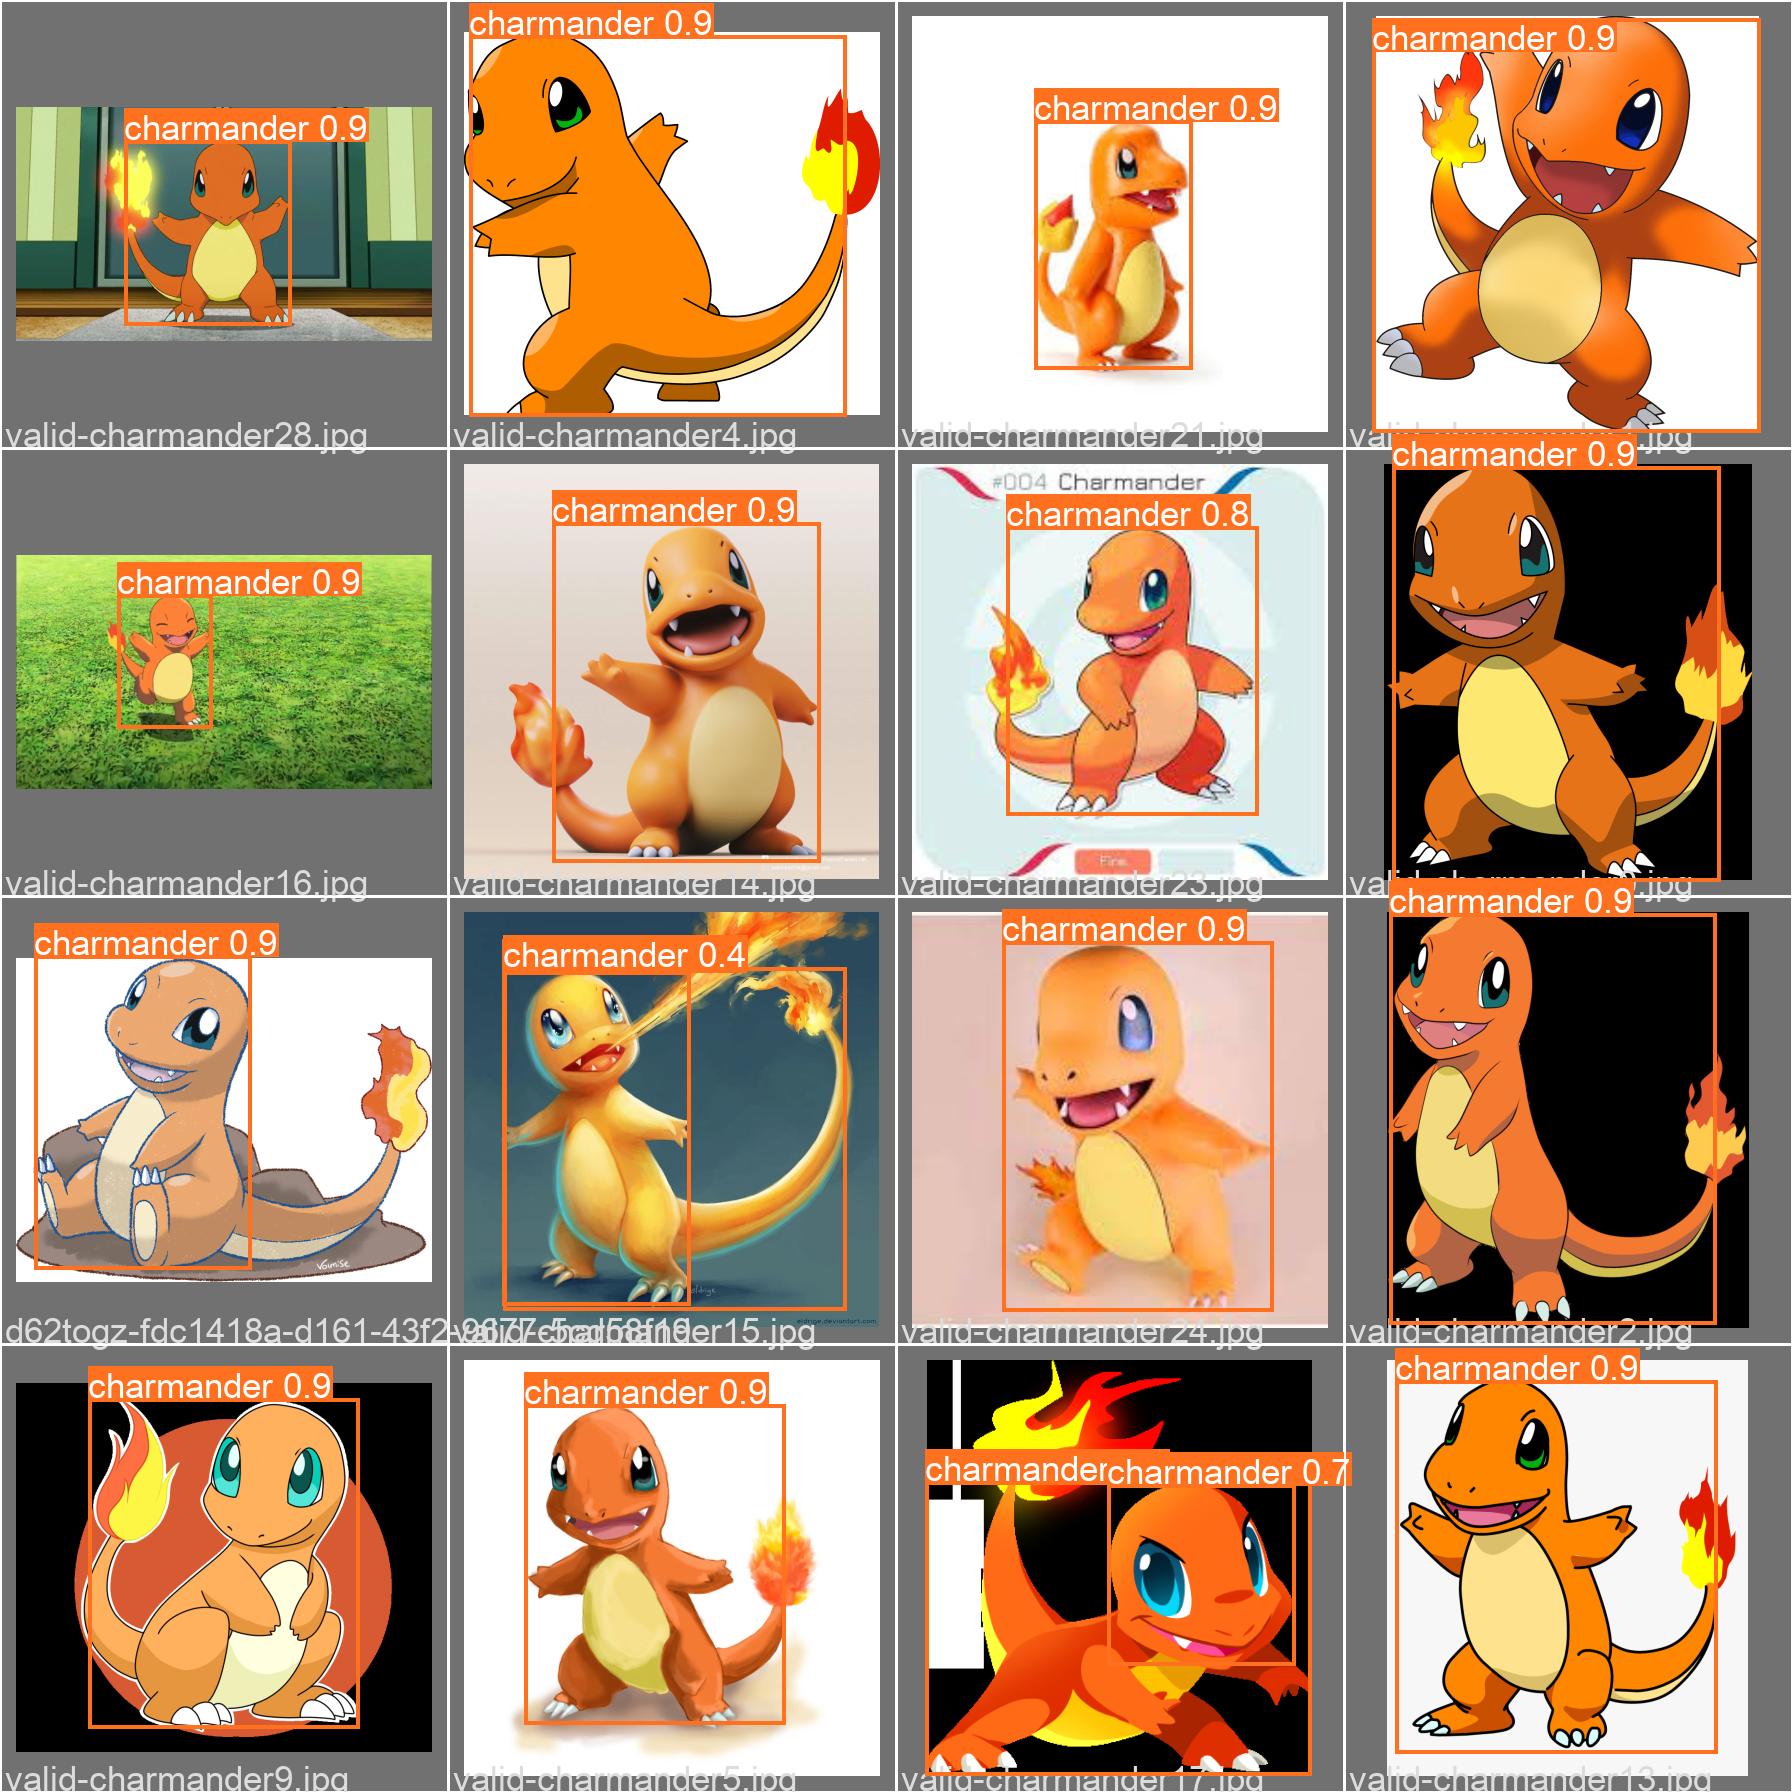 charmander 0.9
valid-charmander28.jpg
charmander 0.9
valid-charmander4.jpg
charmander 0.9
valid-charmander21.jpg
charmander 0.9
.jpg
charmander 0.9
valid-charmander16.jpg
charmander 0.9
valid-charmander14.jpg
#004 Charmander
charmander 0.8
Fire
valid-charmander23.jpg
charmander 0.9
.jpg
charmander 0.9
d62togz-fdc1418a-d161-43f2-
charmander 0.4
eldrige
eldrige.deviantart.com
valid-charmander15.jpg
charmander 0.9
valid-charmander24.jpg
charmander 0.9
valid-charmander2.jpg
charmander 0.9
valid-charmander9.jpg
charmander 0.9
valid-charmander5.jpg
charmander
charmander 0.7
valid-charmander17.jpg
charmander 0.9
valid-charmander13.jpg